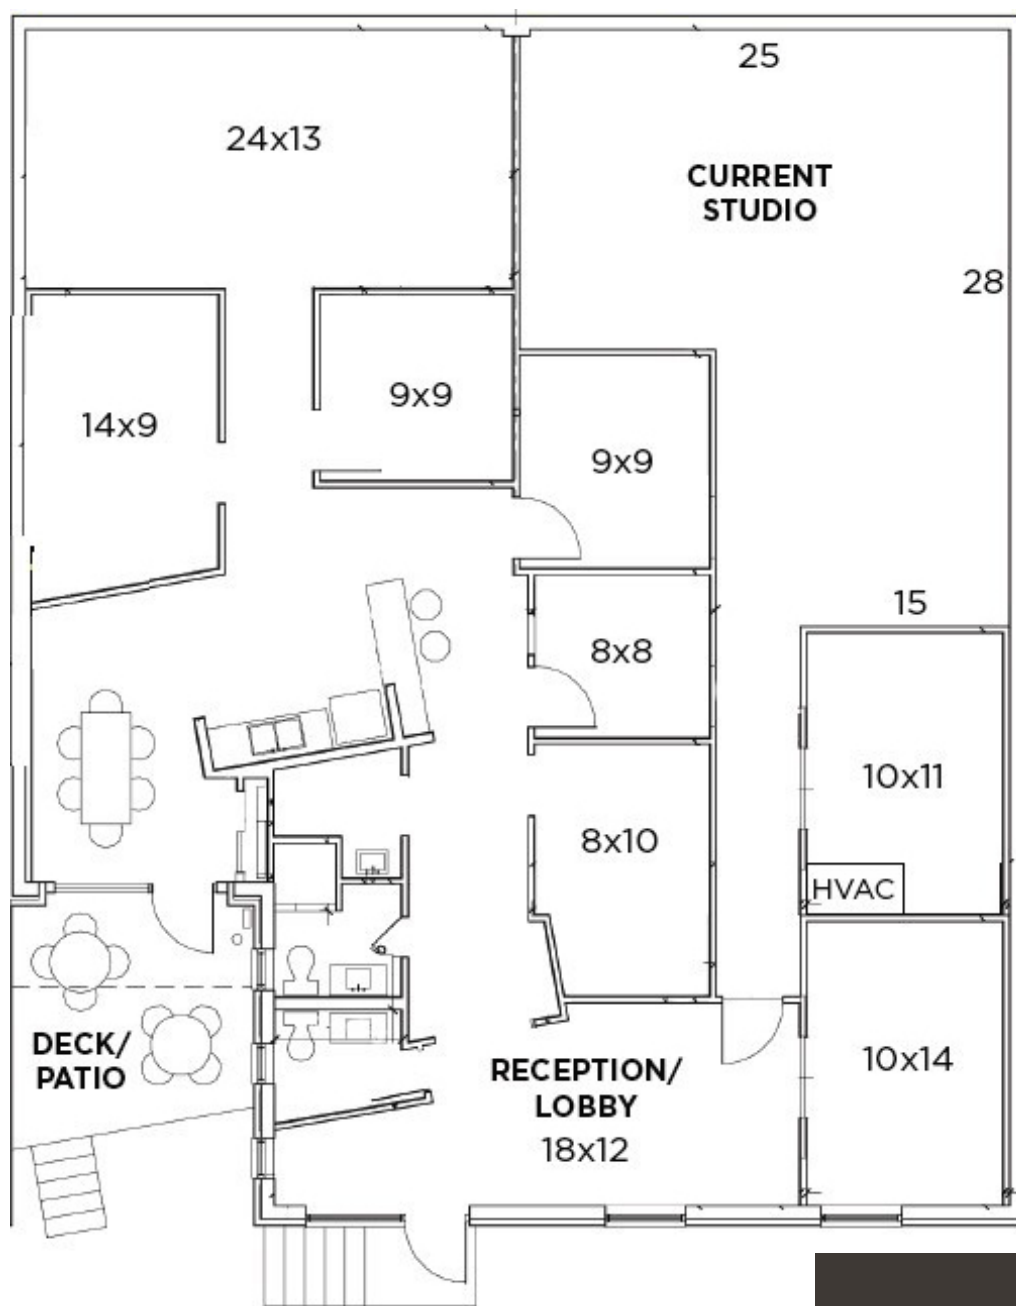 25
24x13
CURRENT
STUDIO
28
9x9
14x9
9x9
15
8x8
10x11
8x10
HVAC
DECK/
PATIO
RECEPTION/
LOBBY
18x12
10x14